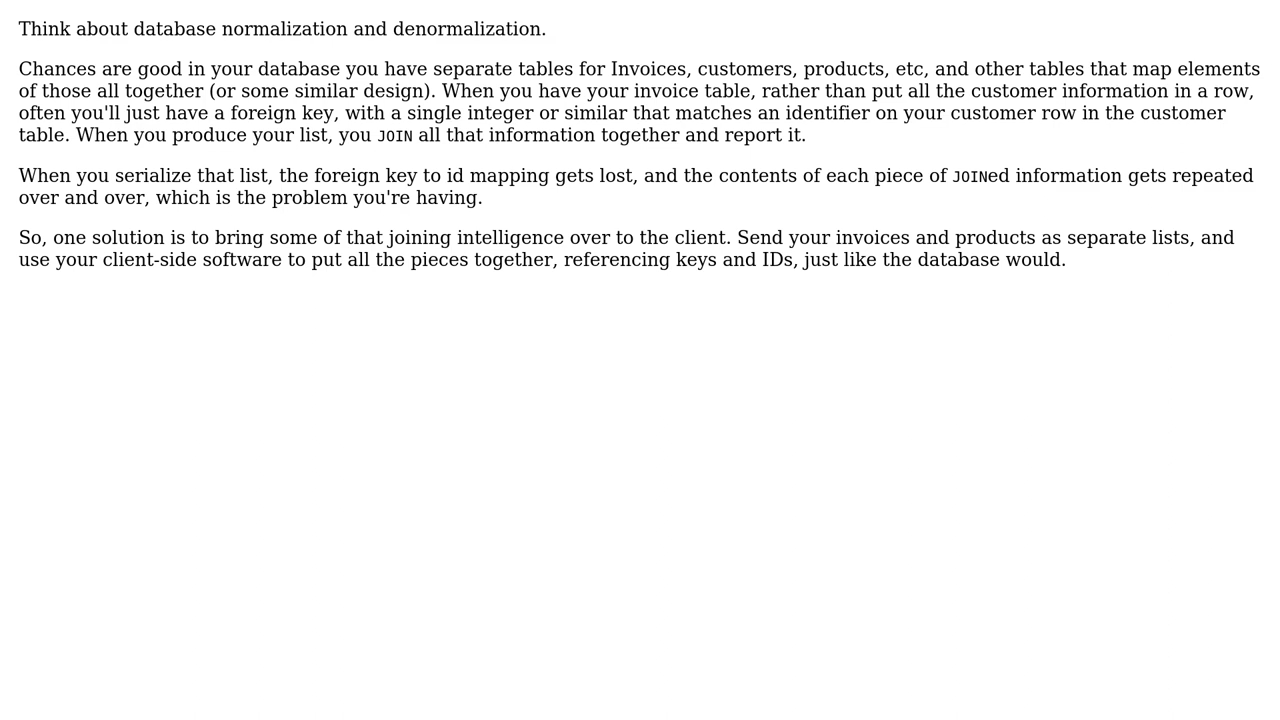 Think about database normalization and denormalization.
Chances are good in your database you have separate tables for Invoices, customers, products, etc, and other tables that map elements
of those all together (or some similar design). When you have your invoice table, rather than put all the customer information in a row,
often you'll just have a foreign key, with a single integer or similar that matches an identifier on your customer row in the customer
table. When you produce your list, you JOIN all that information together and report it.
When you serialize that list, the foreign key to id mapping gets lost, and the contents of each piece of JOINed information gets repeated
over and over, which is the problem you're having.
So, one solution is to bring some of that joining intelligence over to the client. Send your invoices and products as separate lists, and
use your client-side software to put all the pieces together, referencing keys and IDs, just like the database would.